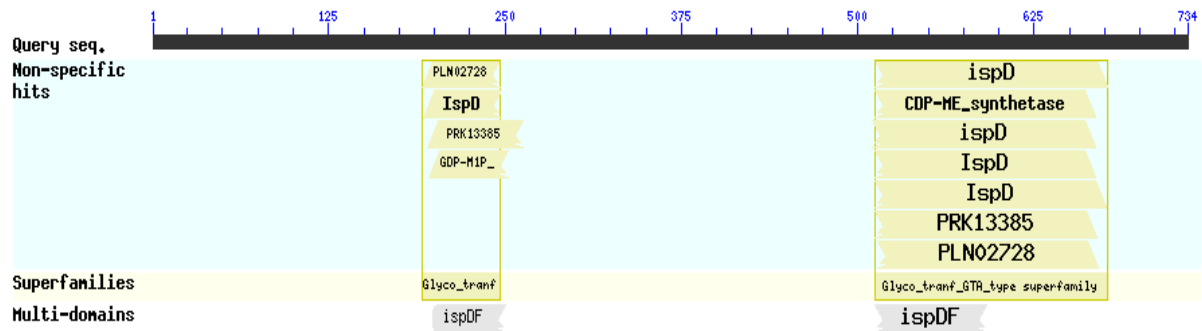 1 125 250 375 500 625 734
Query seq.
Non-specific hits
PLN02728 ispD
IspD CDP-ME_synthetase
PRK13385 ispD
GDP-M1P_ IspD
IspD
PRK13385
PLN02728
Superfamilies Glyco_tranf Glyco_tranf_GTA_type superfamily
Multi-domains ispDF ispDF